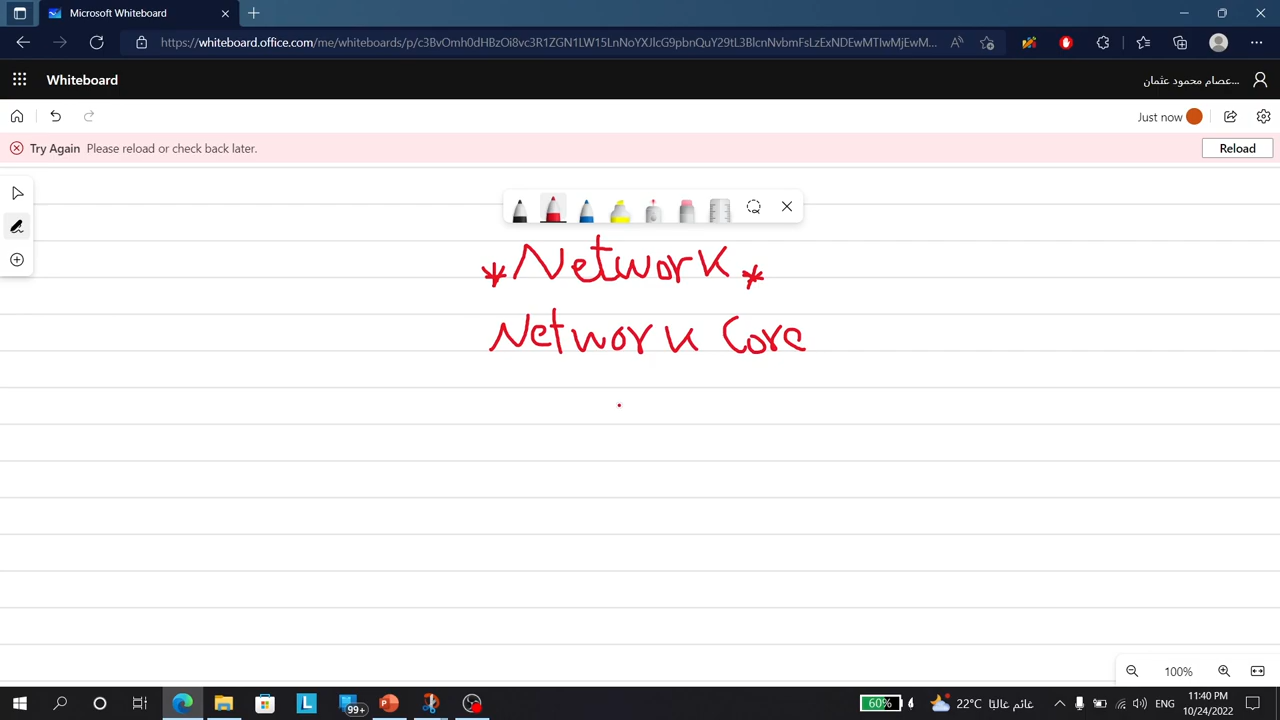 Microsoft Whiteboard
https://whiteboard.office.com/me/whiteboards/p/c3BvOmh0dHBzOi8vc3R1ZGN1LW15LnNoYXJlcG9pbnQuY29tL3BlcnNvbmFsLzExNDEwMTIwMjEwM...
Whiteboard
عصام محمود عثمان...
Just now
Try Again Please reload or check back later.
Reload
*Network*
Network Core
100%
99+
60%
22°C غائم غالبًا
ENG
11:40 PM
10/24/2022